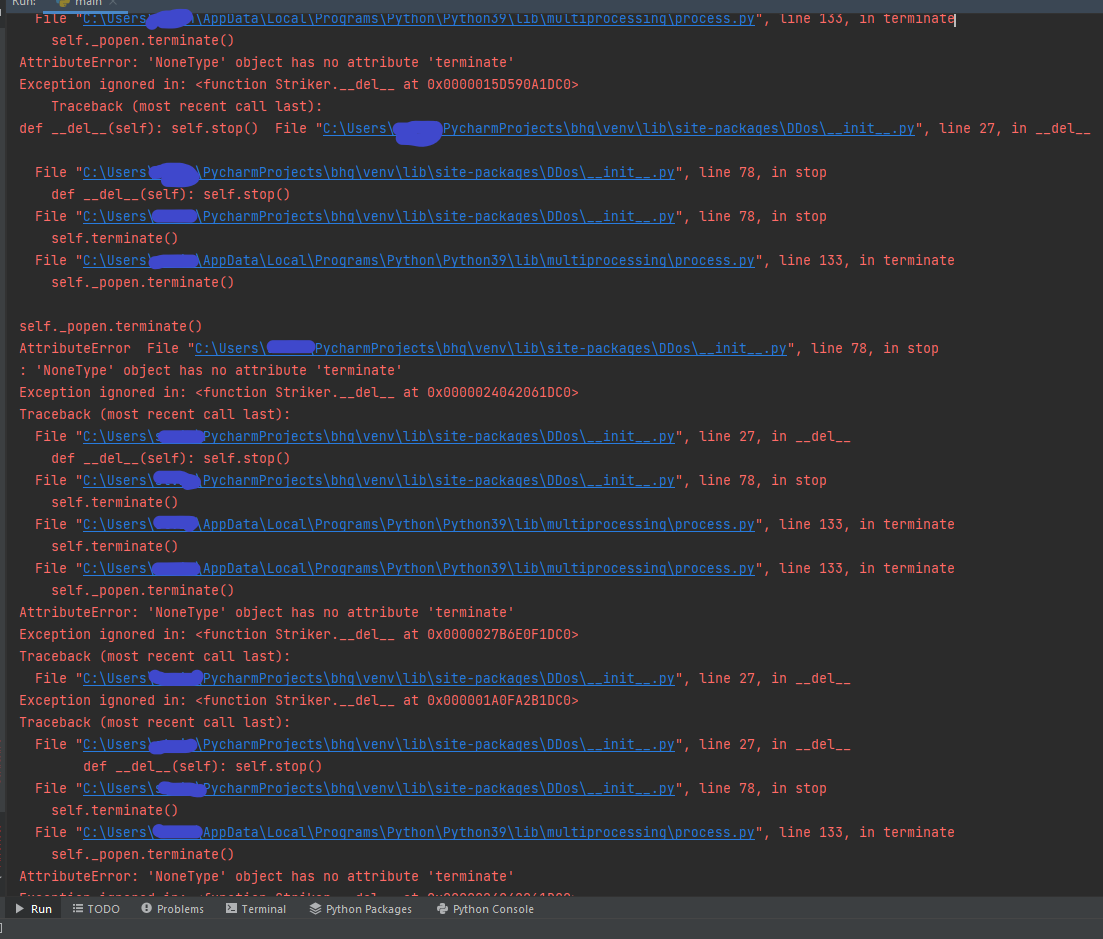 Run: main
File "C:\Users\ \AppData\Local\Programs\Python\Python39\lib\multiprocessing\process.py", line 133, in terminate
self._popen.terminate()
AttributeError: 'NoneType' object has no attribute 'terminate'
Exception ignored in: <function Striker.__del__ at 0x0000015D590A1DC0>
Traceback (most recent call last):
def __del__(self): self.stop()  File "C:\Users\ PycharmProjects\bhq\venv\lib\site-packages\DDos\__init__.py", line 27, in __del__
File "C:\Users\ \PycharmProjects\bhq\venv\lib\site-packages\DDos\__init__.py", line 78, in stop
def __del__(self): self.stop()
File "C:\Users\ \PycharmProjects\bhq\venv\lib\site-packages\DDos\__init__.py", line 78, in stop
self.terminate()
File "C:\Users\ \AppData\Local\Programs\Python\Python39\lib\multiprocessing\process.py", line 133, in terminate
self._popen.terminate()
self._popen.terminate()
AttributeError  File "C:\Users\ PycharmProjects\bhq\venv\lib\site-packages\DDos\__init__.py", line 78, in stop
: 'NoneType' object has no attribute 'terminate'
Exception ignored in: <function Striker.__del__ at 0x0000024042061DC0>
Traceback (most recent call last):
File "C:\Users\ PycharmProjects\bhq\venv\lib\site-packages\DDos\__init__.py", line 27, in __del__
def __del__(self): self.stop()
File "C:\Users\ \PycharmProjects\bhq\venv\lib\site-packages\DDos\__init__.py", line 78, in stop
self.terminate()
File "C:\Users\ \AppData\Local\Programs\Python\Python39\lib\multiprocessing\process.py", line 133, in terminate
self.terminate()
File "C:\Users\ \AppData\Local\Programs\Python\Python39\lib\multiprocessing\process.py", line 133, in terminate
self._popen.terminate()
AttributeError: 'NoneType' object has no attribute 'terminate'
Exception ignored in: <function Striker.__del__ at 0x0000027B6E0F1DC0>
Traceback (most recent call last):
File "C:\Users\ PycharmProjects\bhq\venv\lib\site-packages\DDos\__init__.py", line 27, in __del__
Exception ignored in: <function Striker.__del__ at 0x000001A0FA2B1DC0>
Traceback (most recent call last):
File "C:\Users\ \PycharmProjects\bhq\venv\lib\site-packages\DDos\__init__.py", line 27, in __del__
def __del__(self): self.stop()
File "C:\Users\ PycharmProjects\bhq\venv\lib\site-packages\DDos\__init__.py", line 78, in stop
self.terminate()
File "C:\Users\ AppData\Local\Programs\Python\Python39\lib\multiprocessing\process.py", line 133, in terminate
self._popen.terminate()
AttributeError: 'NoneType' object has no attribute 'terminate'
Run TODO Problems Terminal Python Packages Python Console